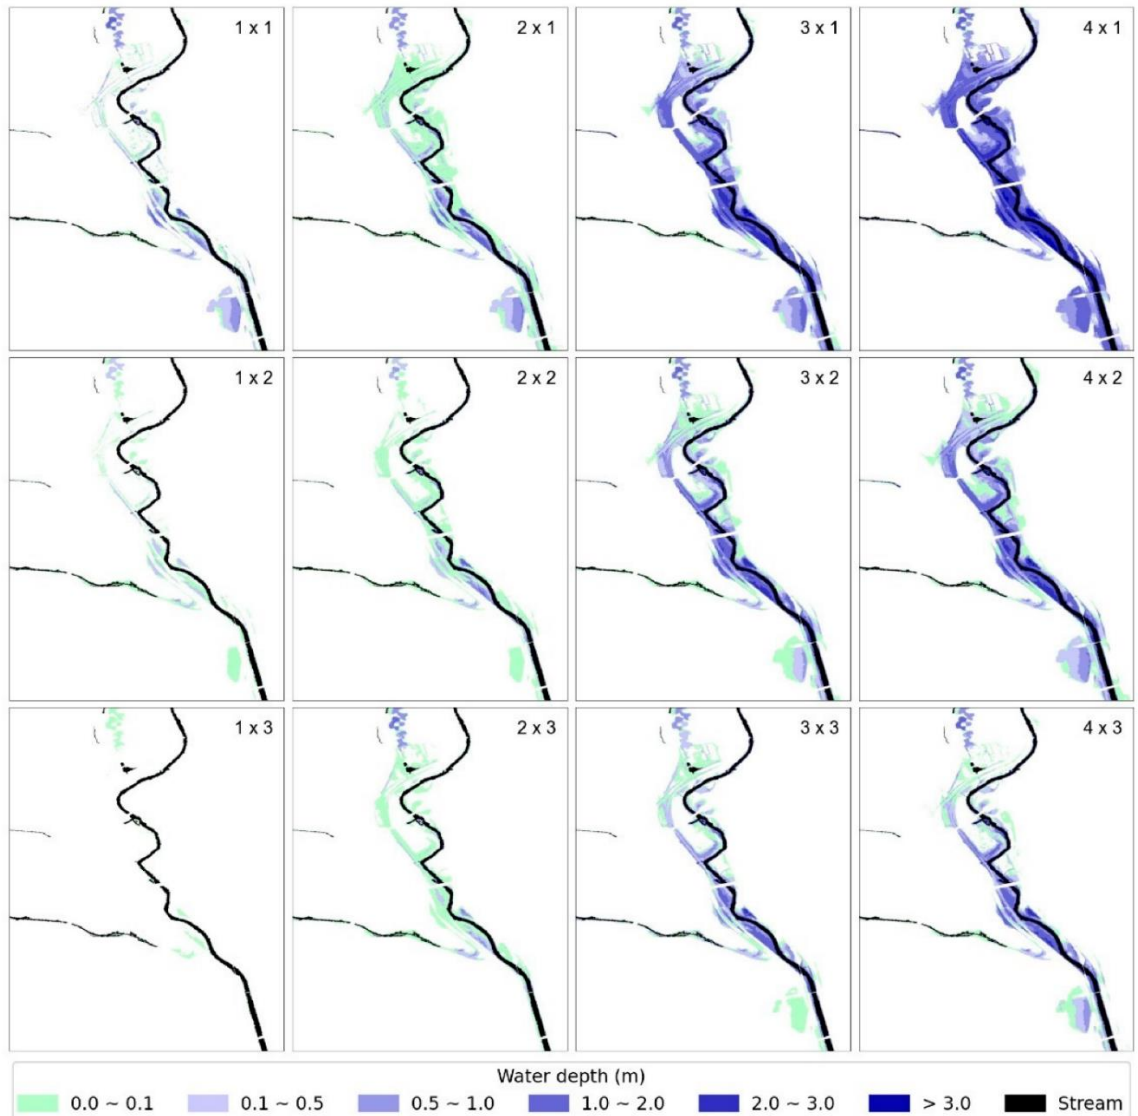 1 x 1 2 x 1 3 x 1 4 x 1
1 x 2 2 x 2 3 x 2 4 x 2
1 x 3 2 x 3 3 x 3 4 x 3
Water depth (m)
0.0 ~ 0.1 0.1 ~ 0.5 0.5 ~ 1.0 1.0 ~ 2.0 2.0 ~ 3.0 > 3.0 Stream